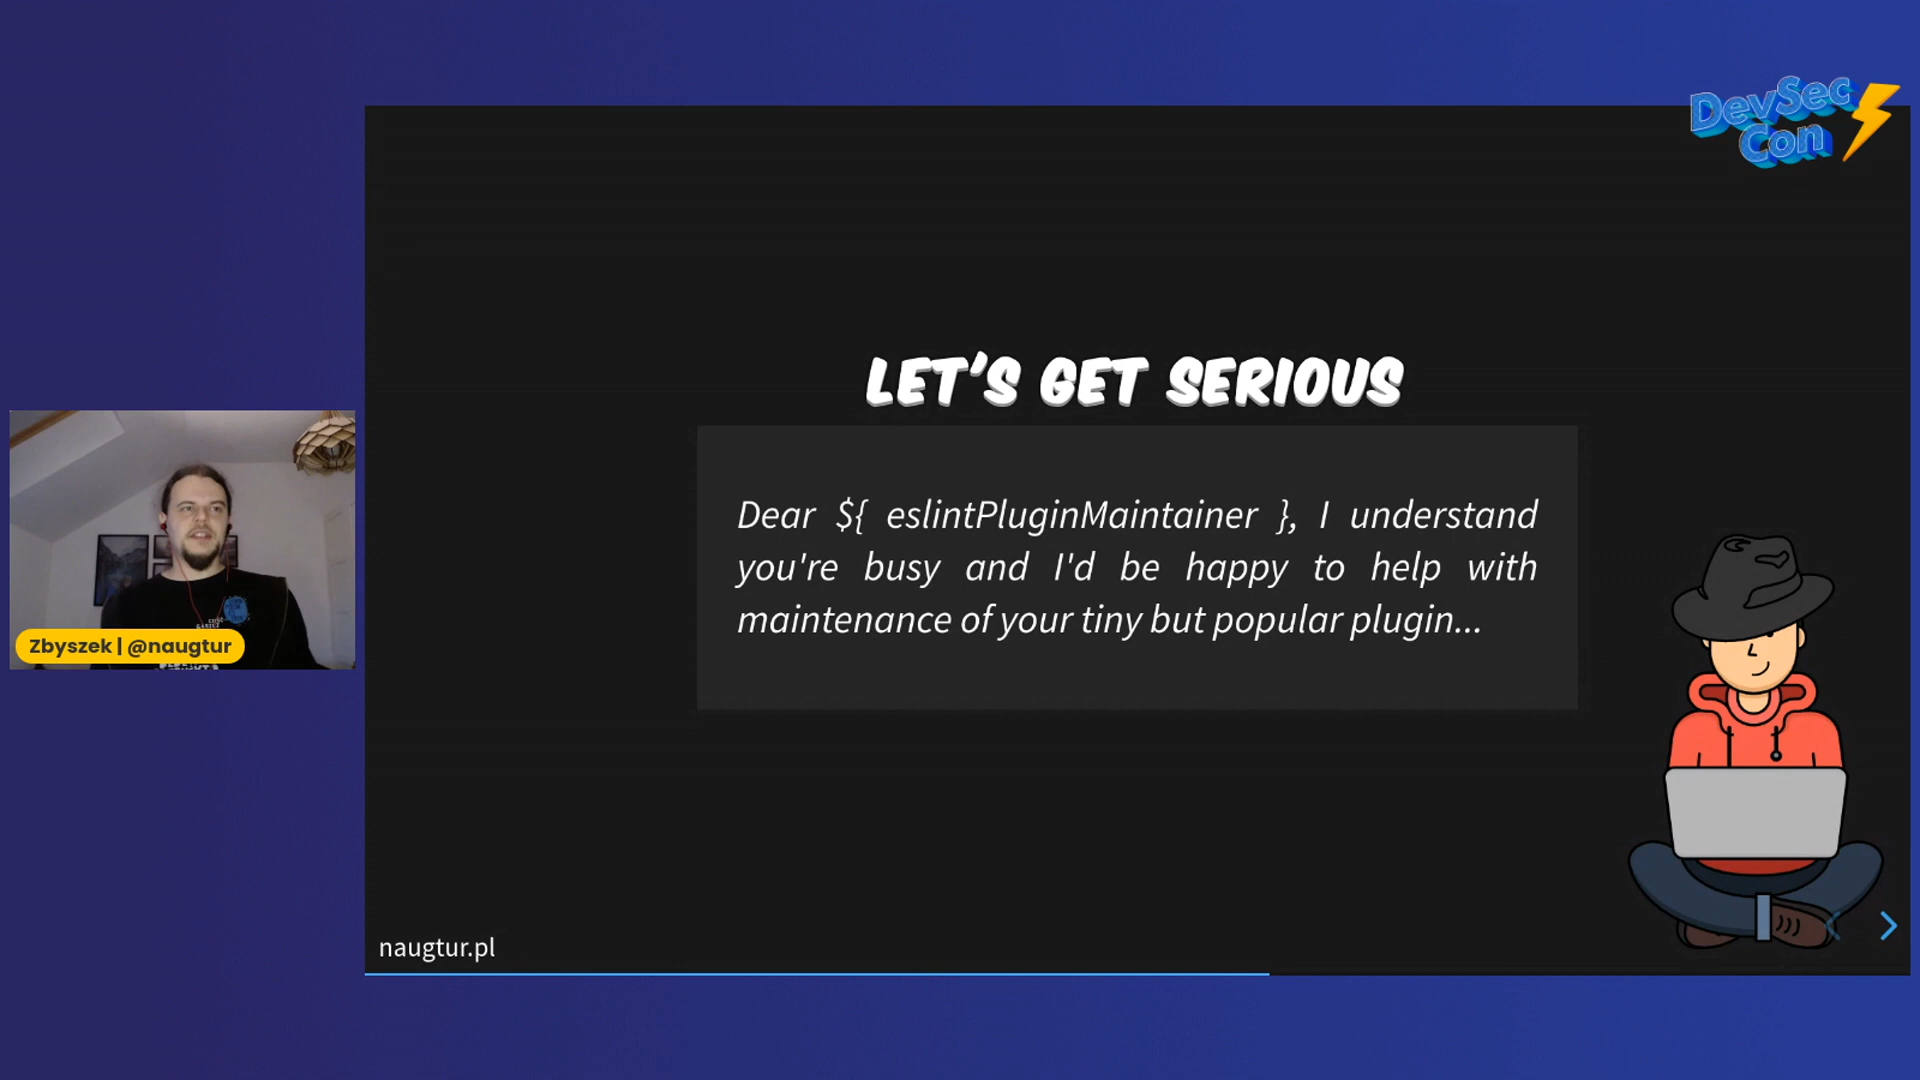 DevSec
Con
LET'S GET SERIOUS
Dear ${ eslintPluginMaintainer }, I understand
you're busy and I'd be happy to help with
maintenance of your tiny but popular plugin...
Zbyszek | @naugtur
naugtur.pl